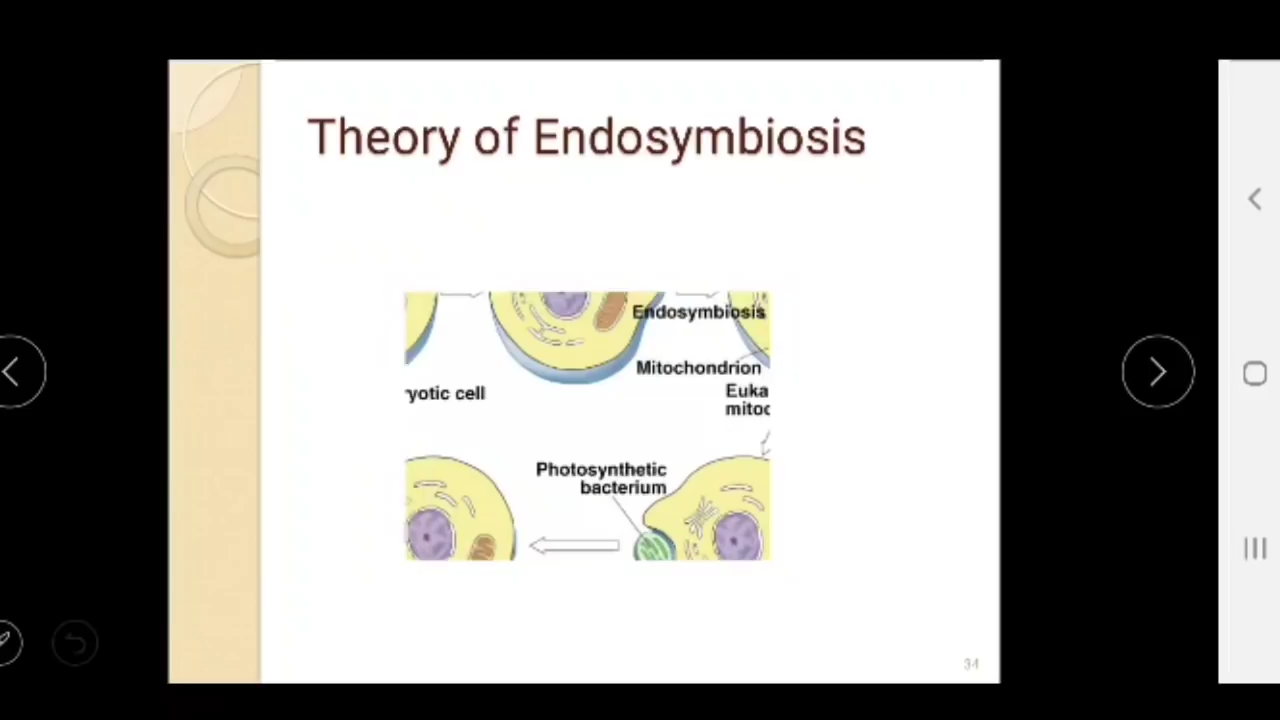 Theory of Endosymbiosis
Endosymbiosis
Mitochondrion
yotic cell
Euka
mitoc
Photosynthetic
bacterium
34